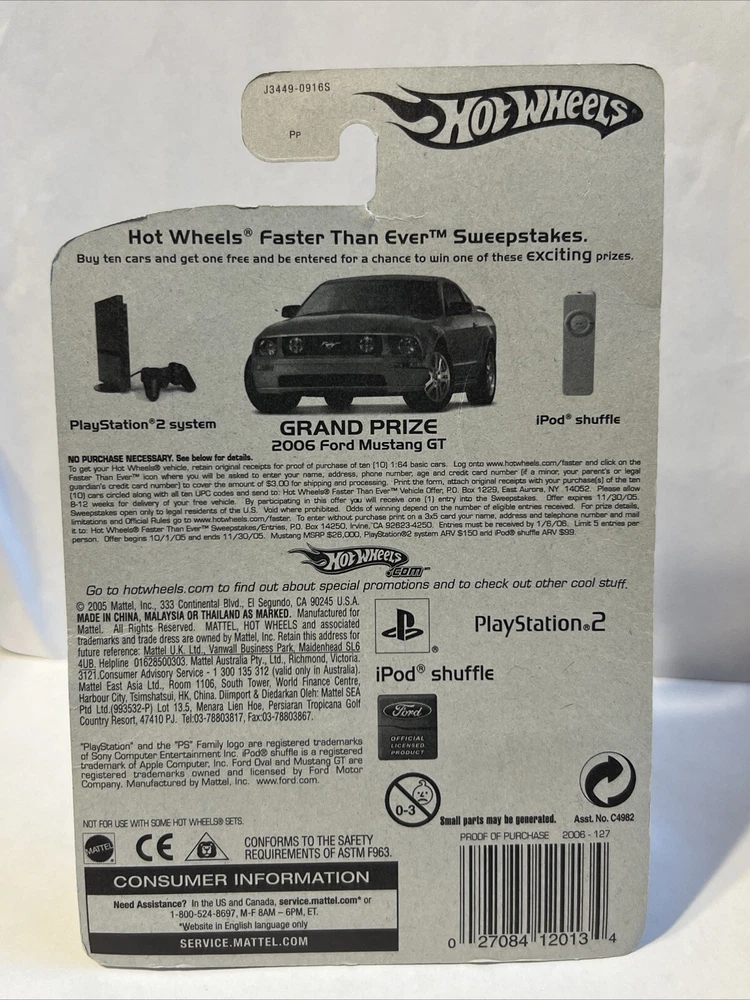 J3449-0916S
PP
HOT WHEELS
Hot Wheels® Faster Than Ever™ Sweepstakes.
Buy ten cars and get one free and be entered for a chance to win one of these exciting prizes.
PlayStation®2 system
GRAND PRIZE
2006 Ford Mustang GT
iPod® shuffle
NO PURCHASE NECESSARY. See below for details.
To get your Hot Wheels® vehicle, retain original receipts for proof of purchase of ten (10) 1:64 basic cars. Log onto www.hotwheels.com/faster and click on the
Faster Than Ever™ icon where you will be asked to enter your name, address, phone number, age and credit card number (if a minor, your parent's or legal
guardian's credit card number) to cover the amount of $3.00 for shipping and processing. Print the form, attach original receipts with your purchase(s) of the ten
(10) cars circled along with all ten UPC codes and send to: Hot Wheels® Faster Than Ever™ Vehicle Offer, P.O. Box 1229, East Aurora, NY, 14052. Please allow
8-12 weeks for delivery of your free vehicle. By participating in this offer you will receive one (1) entry into the Sweepstakes. Offer expires 11/30/05.
Sweepstakes open only to legal residents of the U.S. Void where prohibited. Odds of winning depend on the number of eligible entries received. For prize details,
limitations and Official Rules go to www.hotwheels.com/faster. To enter without purchase print on a 3x5 card your name, address and telephone number and mail
it to: Hot Wheels® Faster Than Ever™ Sweepstakes/Entries, P.O. Box 14250, Irvine, CA 92623-4250. Entries must be received by 1/6/06. Limit 5 entries per
person. Offer begins 10/1/05 and ends 11/30/05. Mustang MSRP $26,000, PlayStation®2 system ARV $150 and iPod® shuffle ARV $99.
HOT WHEELS .COM™
Go to hotwheels.com to find out about special promotions and to check out other cool stuff.
© 2005 Mattel, Inc., 333 Continental Blvd., El Segundo, CA 90245 U.S.A.
MADE IN CHINA, MALAYSIA OR THAILAND AS MARKED. Manufactured for
Mattel. All Rights Reserved. MATTEL, HOT WHEELS and associated
trademarks and trade dress are owned by Mattel, Inc. Retain this address for
future reference: Mattel U.K. Ltd., Vanwall Business Park, Maidenhead SL6
4UB. Helpline 01628500303. Mattel Australia Pty., Ltd., Richmond, Victoria.
3121.Consumer Advisory Service - 1 300 135 312 (valid only in Australia).
Mattel East Asia Ltd., Room 1106, South Tower, World Finance Centre,
Harbour City, Tsimshatsui, HK, China. Diimport & Diedarkan Oleh: Mattel SEA
Ptd Ltd.(993532-P) Lot 13.5, Menara Lien Hoe, Persiaran Tropicana Golf
Country Resort, 47410 PJ. Tel:03-78803817, Fax:03-78803867.
PlayStation®2
iPod® shuffle
Ford
OFFICIAL
LICENSED
PRODUCT
"PlayStation" and the "PS" Family logo are registered trademarks
of Sony Computer Entertainment Inc. iPod® shuffle is a registered
trademark of Apple Computer, Inc. Ford Oval and Mustang GT are
registered trademarks owned and licensed by Ford Motor
Company. Manufactured by Mattel, Inc. www.ford.com.
0-3
Small parts may be generated.
Asst. No. C4982
NOT FOR USE WITH SOME HOT WHEELS® SETS.
MATTEL
CE
CONFORMS TO THE SAFETY
REQUIREMENTS OF ASTM F963.
CONSUMER INFORMATION
Need Assistance? In the US and Canada, service.mattel.com* or
1-800-524-8697, M-F 8AM – 6PM, ET.
*Website in English language only
SERVICE.MATTEL.COM
PROOF OF PURCHASE 2006 - 127
0 27084 12013 4